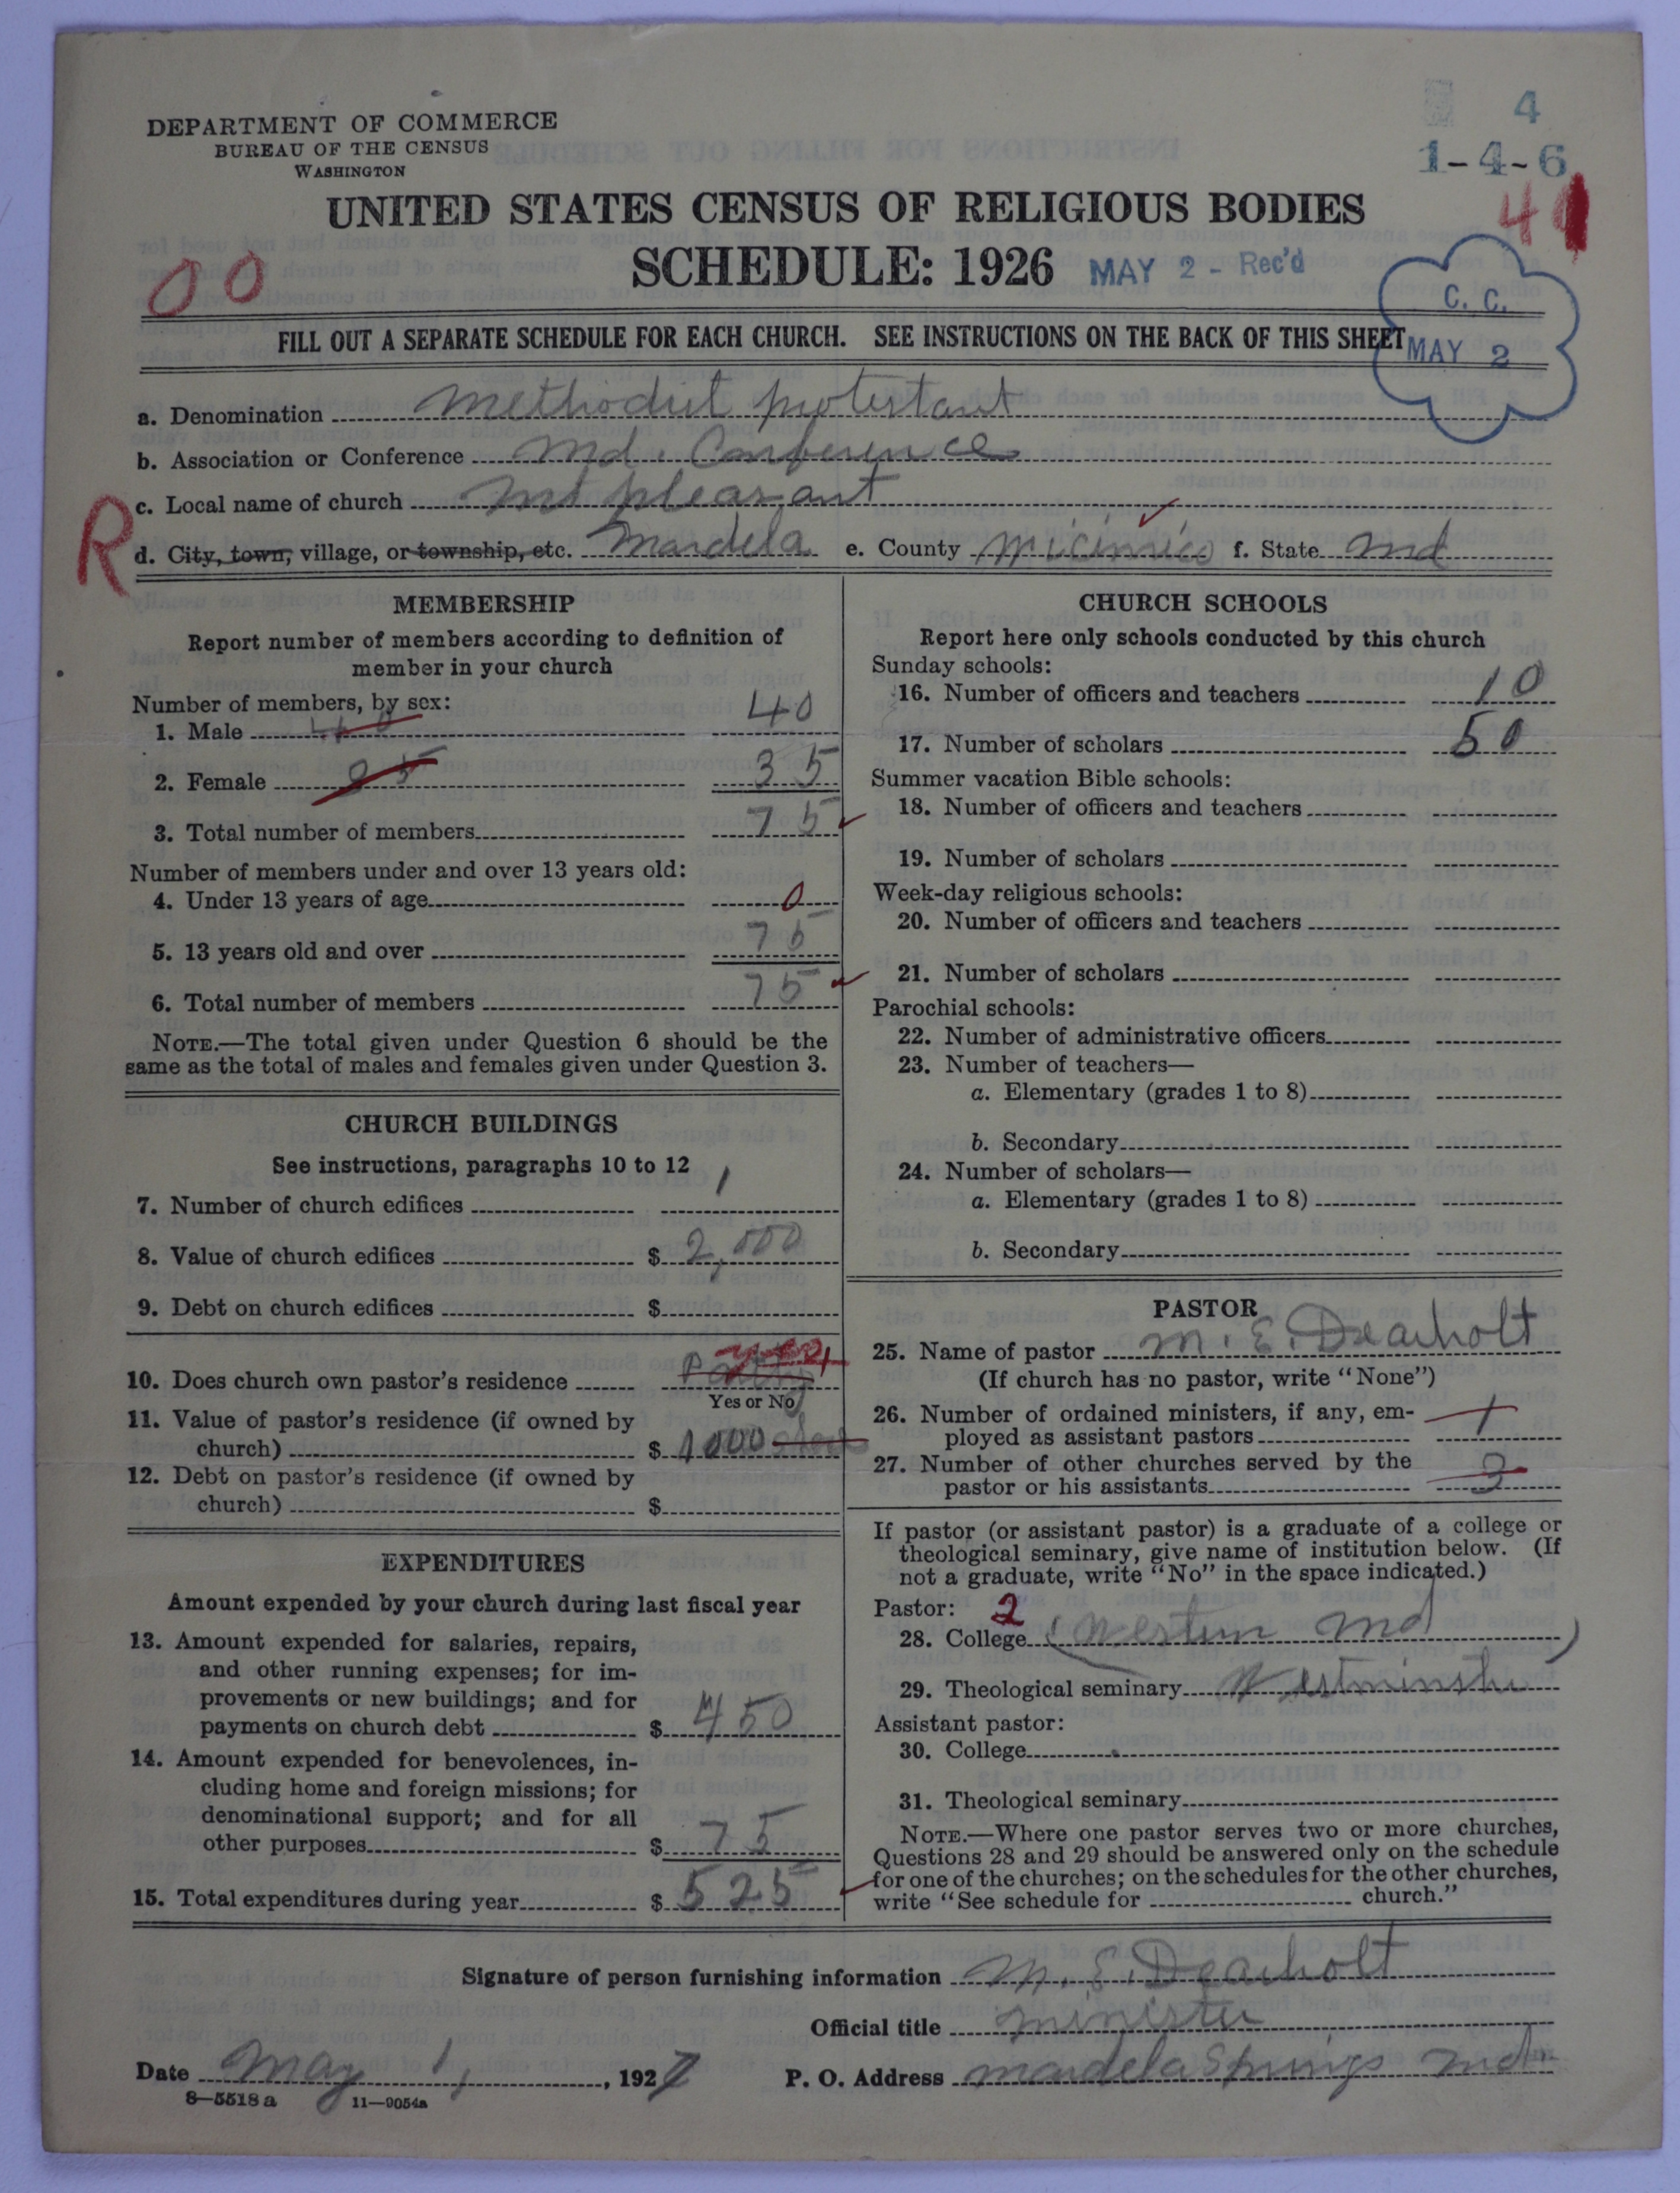 4
1-4-6
DEPARTMENT OF COMMERCE
BUREAU OF THE CENSUS
WASHINGTON
UNITED STATES CENSUS OF RELIGIOUS BODIES
SCHEDULE: 1926 MAY 2 - Rec'd
00
C. C.
MAY 2
FILL OUT A SEPARATE SCHEDULE FOR EACH CHURCH. SEE INSTRUCTIONS ON THE BACK OF THIS SHEET
a. Denomination Methodist protestant
b. Association or Conference Md. Conference
R
c. Local name of church Mt pleasant
d. City, town, village, or township, etc. Mardela e. County Wicimico f. State Md
MEMBERSHIP
Report number of members according to definition of
member in your church
Number of members, by sex:
1. Male 40 40
2. Female 35
3. Total number of members 75
Number of members under and over 13 years old:
4. Under 13 years of age 0
5. 13 years old and over 75
6. Total number of members 75
NOTE.—The total given under Question 6 should be the
same as the total of males and females given under Question 3.
CHURCH BUILDINGS
See instructions, paragraphs 10 to 12
7. Number of church edifices 1
8. Value of church edifices $ 2,000
9. Debt on church edifices $
10. Does church own pastor's residence Partly yes
Yes or No
11. Value of pastor's residence (if owned by
church) $ 1000
12. Debt on pastor's residence (if owned by
church) $
EXPENDITURES
Amount expended by your church during last fiscal year
13. Amount expended for salaries, repairs,
and other running expenses; for im-
provements or new buildings; and for
payments on church debt $ 450
14. Amount expended for benevolences, in-
cluding home and foreign missions; for
denominational support; and for all
other purposes $ 75
15. Total expenditures during year $ 525
CHURCH SCHOOLS
Report here only schools conducted by this church
Sunday schools:
16. Number of officers and teachers 10
17. Number of scholars 50
Summer vacation Bible schools:
18. Number of officers and teachers
19. Number of scholars
Week-day religious schools:
20. Number of officers and teachers
21. Number of scholars
Parochial schools:
22. Number of administrative officers
23. Number of teachers—
a. Elementary (grades 1 to 8)
b. Secondary
24. Number of scholars—
a. Elementary (grades 1 to 8)
b. Secondary
PASTOR
25. Name of pastor M. E. Dearholt
(If church has no pastor, write "None")
26. Number of ordained ministers, if any, em-
ployed as assistant pastors 1
27. Number of other churches served by the
pastor or his assistants 3
If pastor (or assistant pastor) is a graduate of a college or
theological seminary, give name of institution below. (If
not a graduate, write "No" in the space indicated.)
Pastor: 2
28. College (Western Md)
29. Theological seminary Westminster
Assistant pastor:
30. College
31. Theological seminary
NOTE.—Where one pastor serves two or more churches,
Questions 28 and 29 should be answered only on the schedule
for one of the churches; on the schedules for the other churches,
write "See schedule for church."
Signature of person furnishing information M. E. Dearholt
Official title minister
Date May 1, 1927 P. O. Address Mardela Springs Md.
8—5518 a 11—9054a